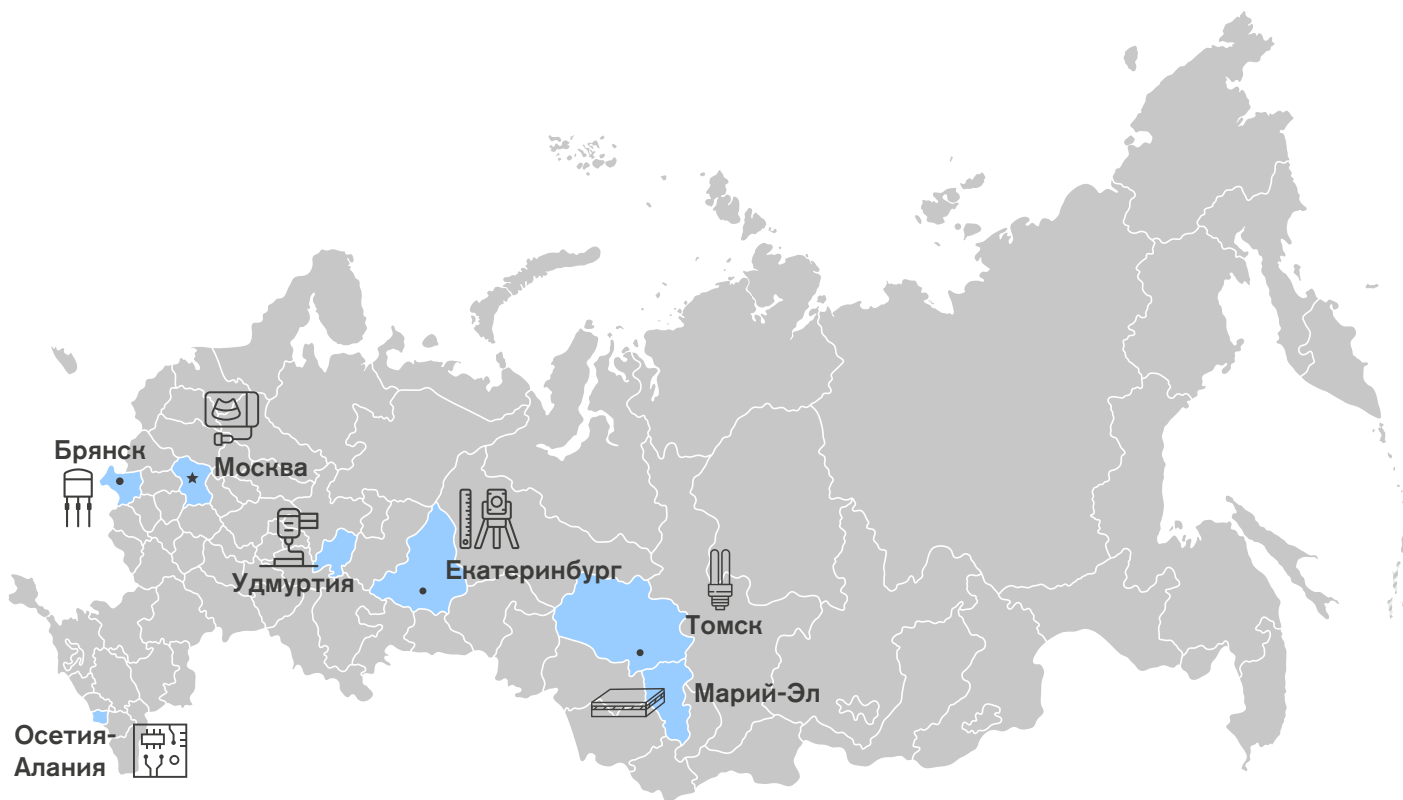 Брянск
Москва
Удмуртия
Екатеринбург
Томск
Марий-Эл
Осетия-
Алания